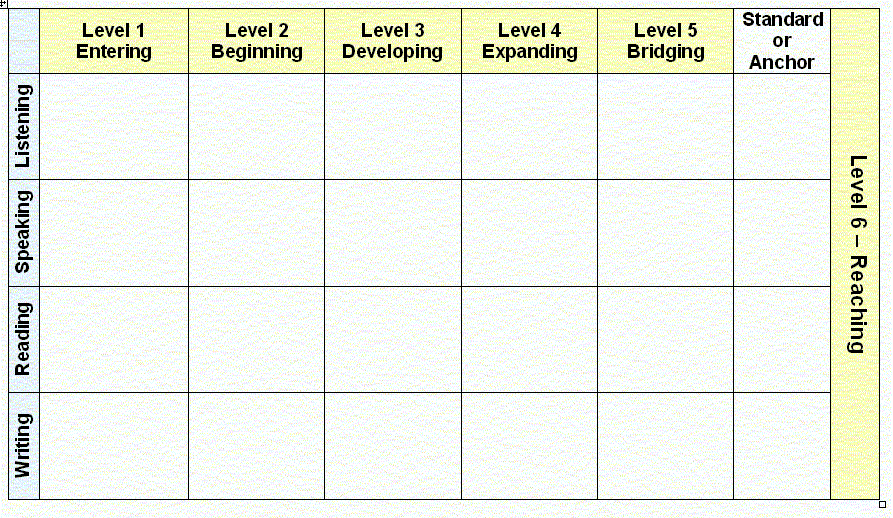 Level 1
Entering
Level 2
Beginning
Level 3
Developing
Level 4
Expanding
Level 5
Bridging
Standard
or
Anchor
Level 6 – Reaching
Listening
Speaking
Reading
Writing